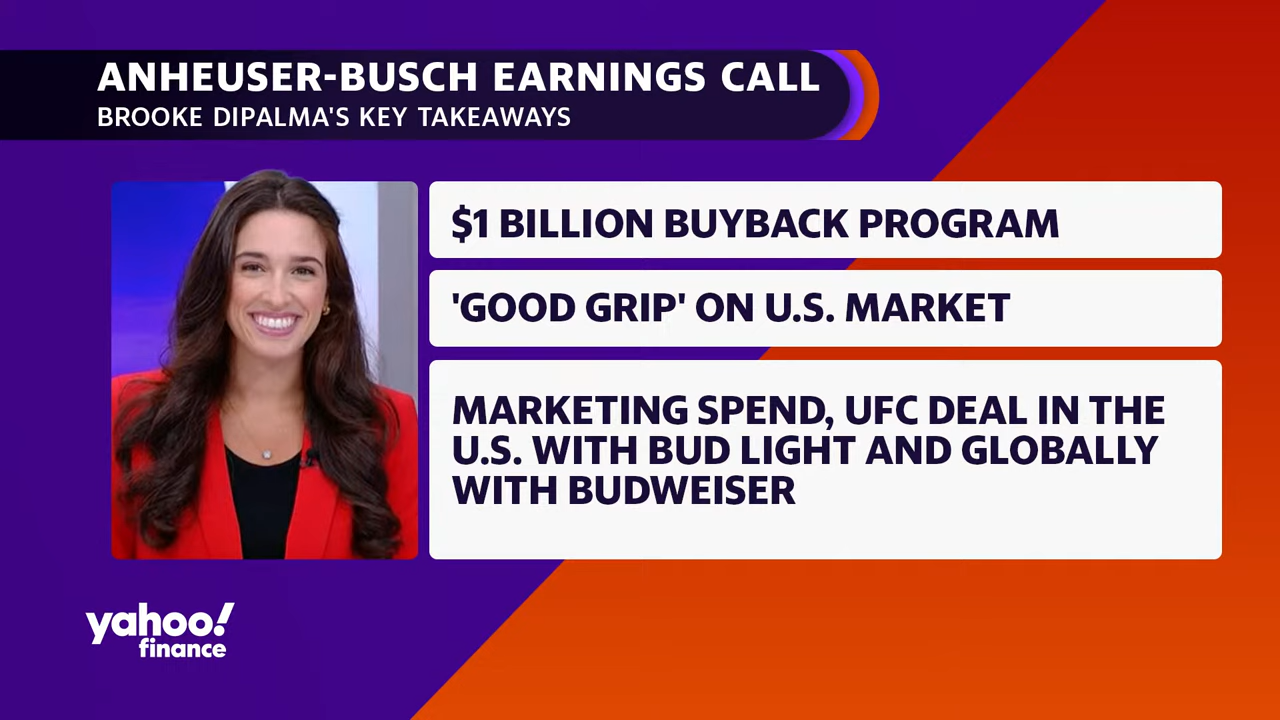 ANHEUSER-BUSCH EARNINGS CALL
BROOKE DIPALMA'S KEY TAKEAWAYS
$1 BILLION BUYBACK PROGRAM
'GOOD GRIP' ON U.S. MARKET
MARKETING SPEND, UFC DEAL IN THE
U.S. WITH BUD LIGHT AND GLOBALLY
WITH BUDWEISER
yahoo!
finance